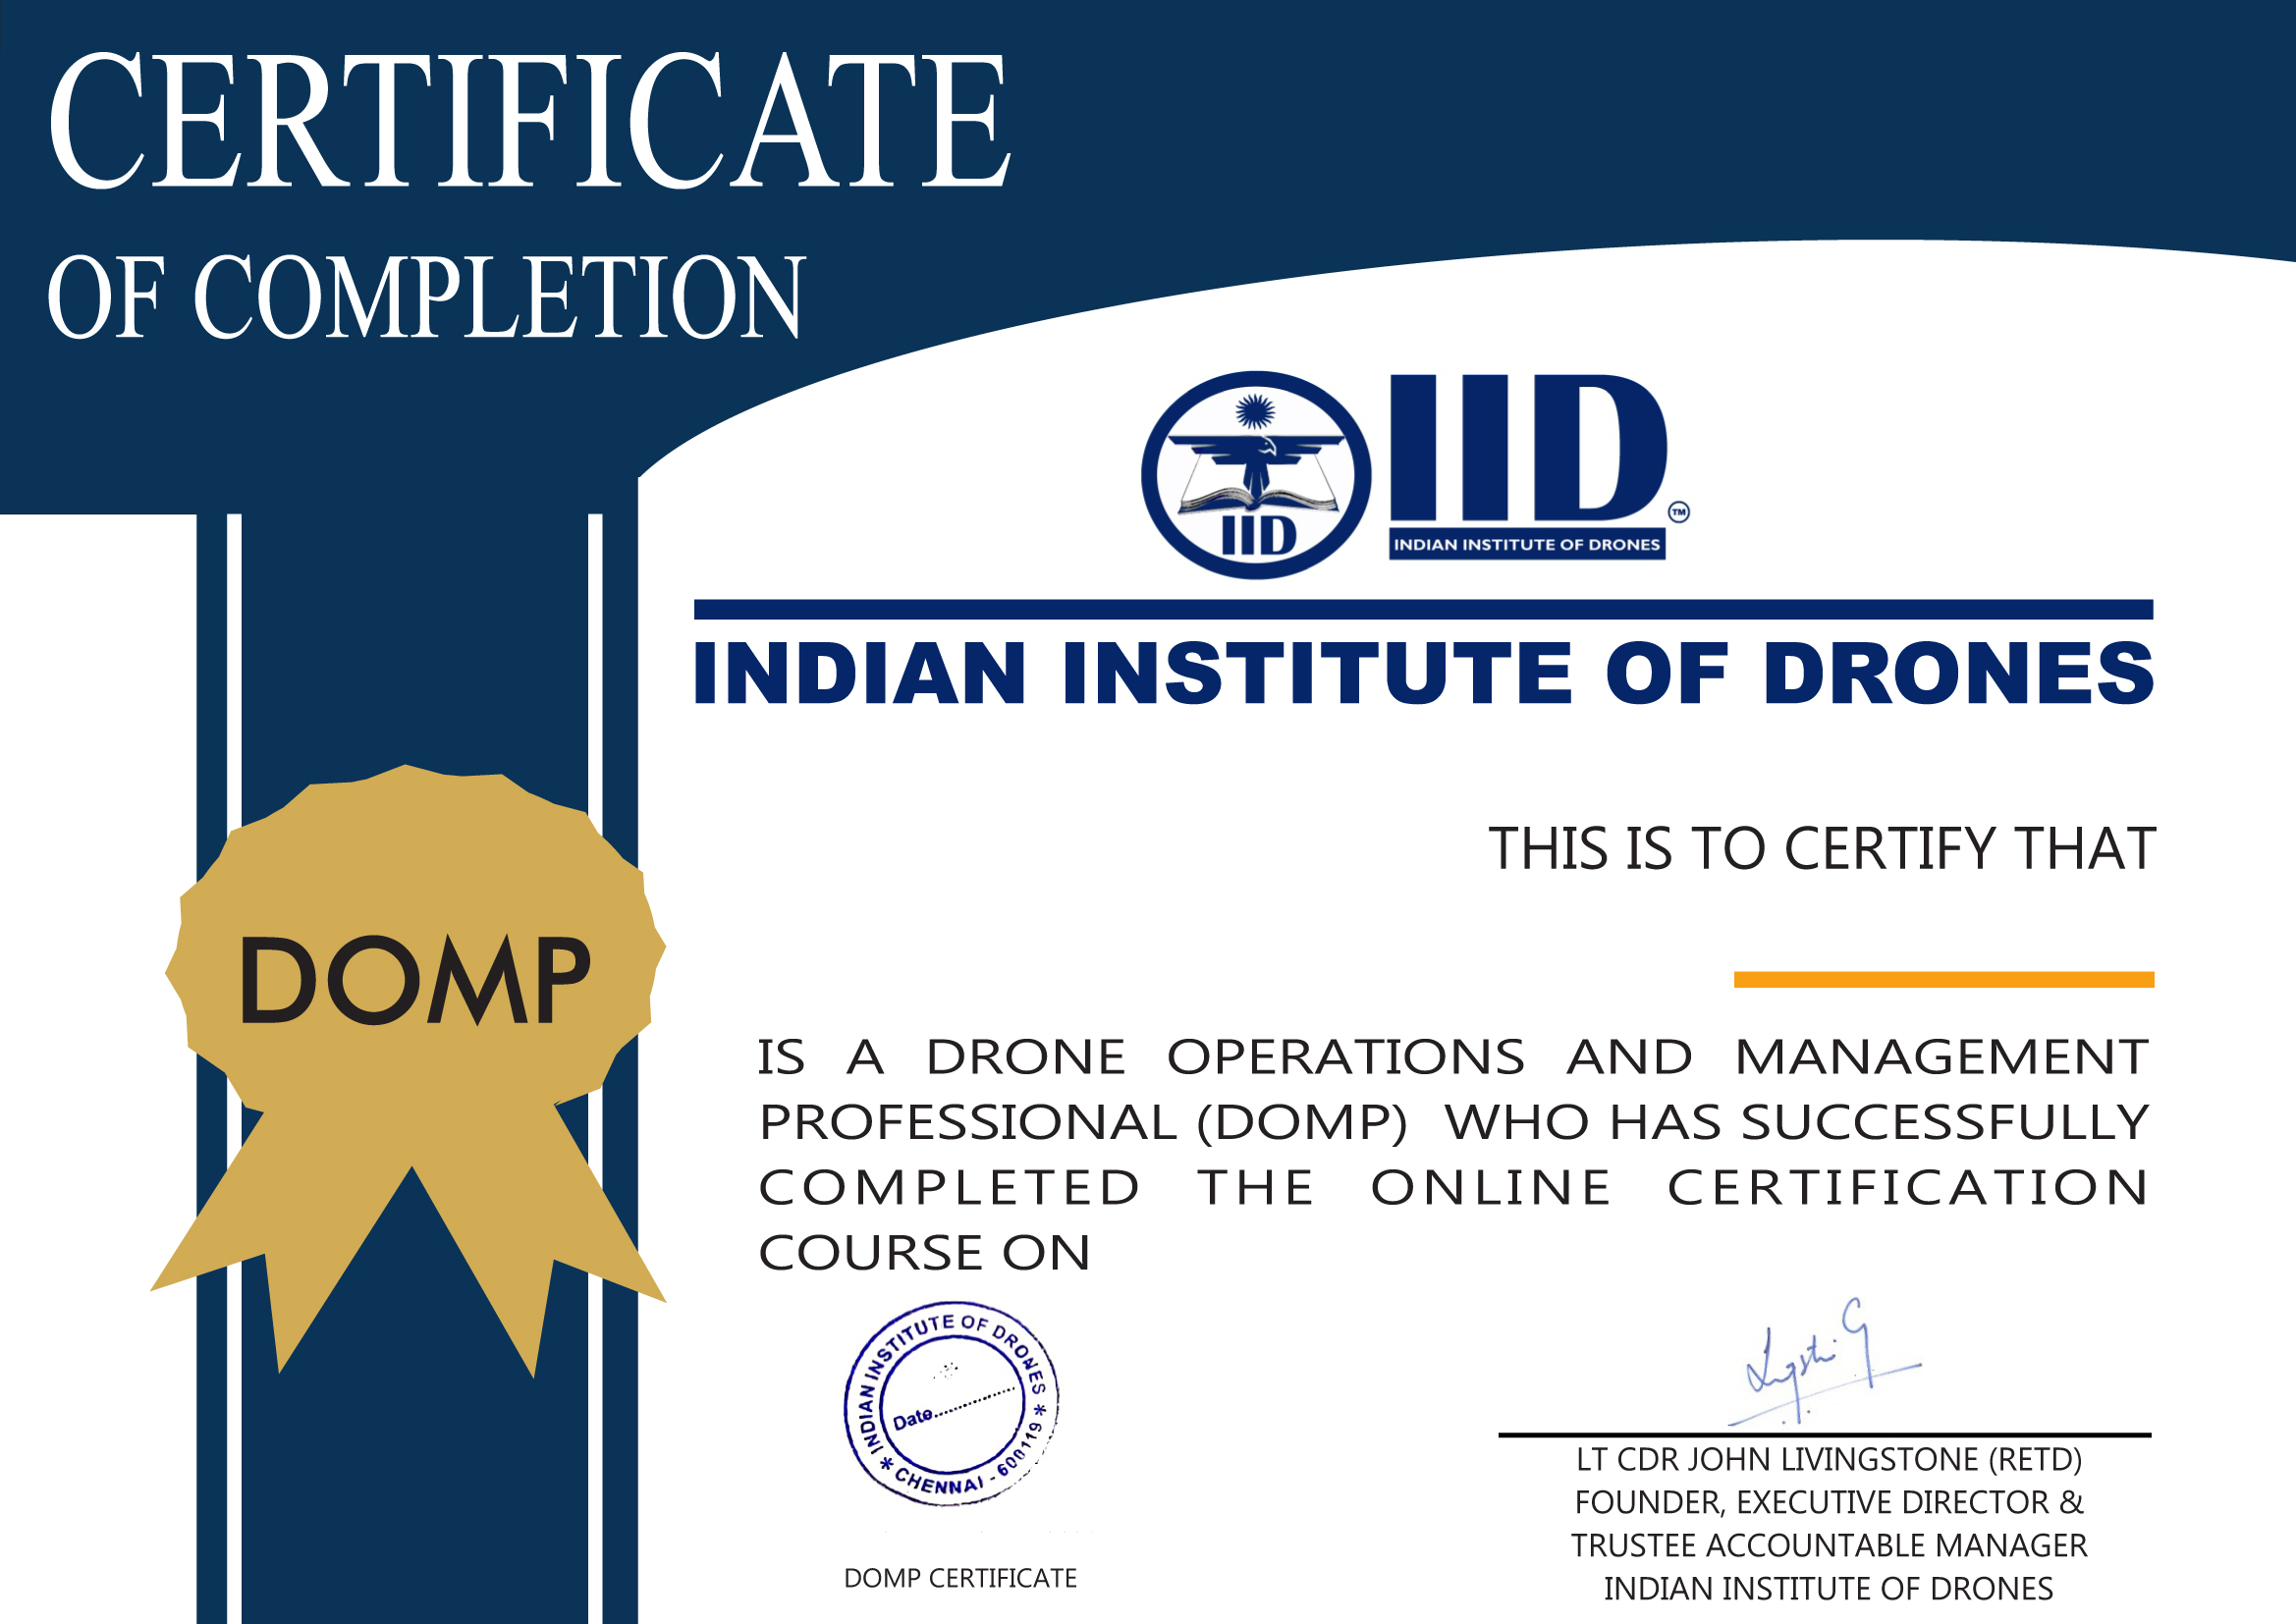 CERTIFICATE
OF COMPLETION
IID
IID
TM
INDIAN INSTITUTE OF DRONES
INDIAN INSTITUTE OF DRONES
THIS IS TO CERTIFY THAT
DOMP
IS A DRONE OPERATIONS AND MANAGEMENT
PROFESSIONAL (DOMP) WHO HAS SUCCESSFULLY
COMPLETED THE ONLINE CERTIFICATION
COURSE ON
INDIAN INSTITUTE OF DRONES
Date..................
* CHENNAI - 600119 *
DOMP CERTIFICATE
LT CDR JOHN LIVINGSTONE (RETD)
FOUNDER, EXECUTIVE DIRECTOR &
TRUSTEE ACCOUNTABLE MANAGER
INDIAN INSTITUTE OF DRONES